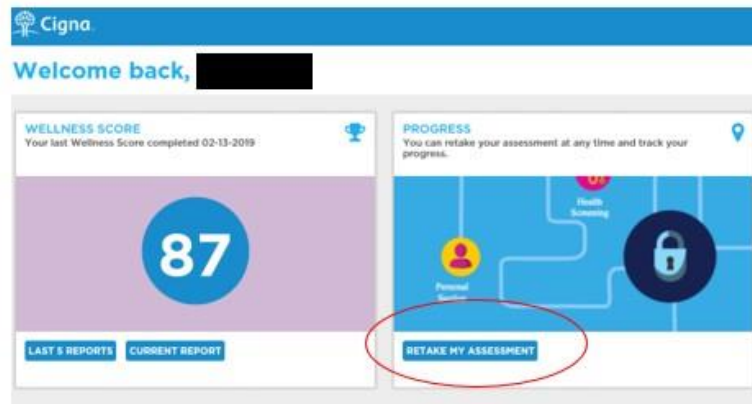 Cigna
Welcome back,
WELLNESS SCORE
Your last Wellness Score completed 02-13-2019
87
LAST 5 REPORTS
CURRENT REPORT
PROGRESS
You can retake your assessment at any time and track your
progress.
Health
Screening
Personal
RETAKE MY ASSESSMENT